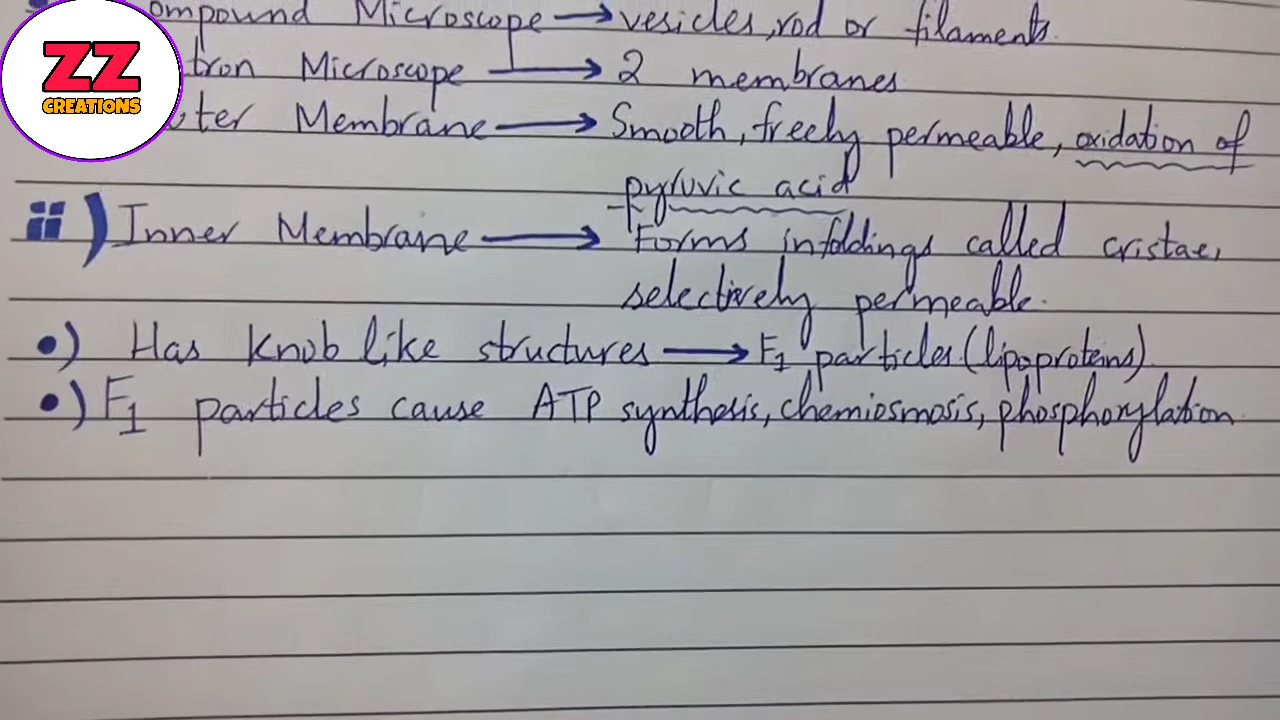 ompound Microscope → vesicles, rod or filaments.
ZZ
CREATIONS
tron Microscope → 2 membranes
uter Membrane → Smooth, freely permeable, oxidation of
pyruvic acid
ii) Inner Membrane → Forms infoldings called cristae,
selectively permeable.
•) Has Knob like structures → F1 particles (lipoproteins).
•) F1 particles cause ATP synthesis, chemiosmosis, phosphorylation.